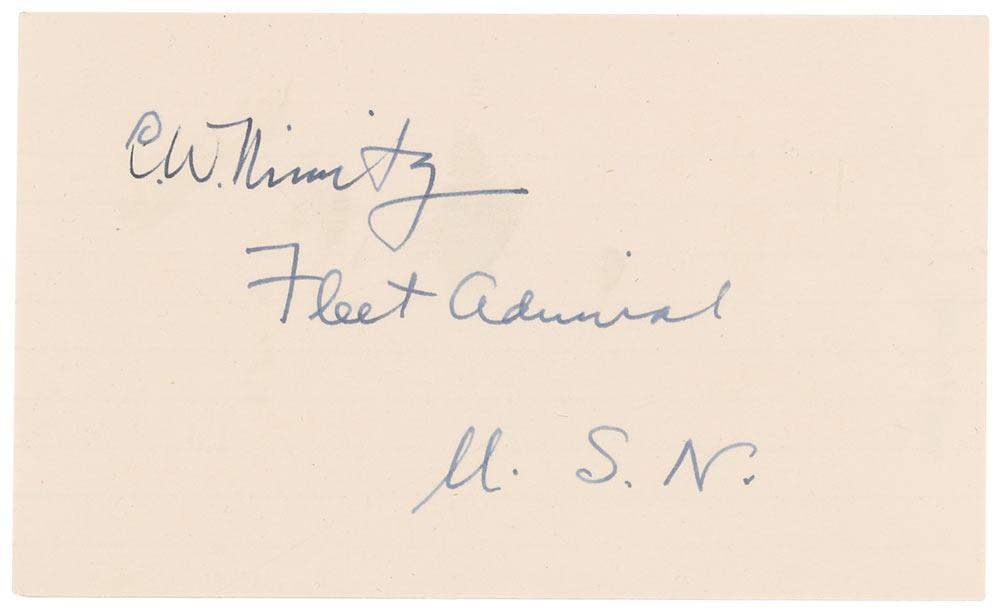 C.W. Nimitz
Fleet Admiral
U. S. N.